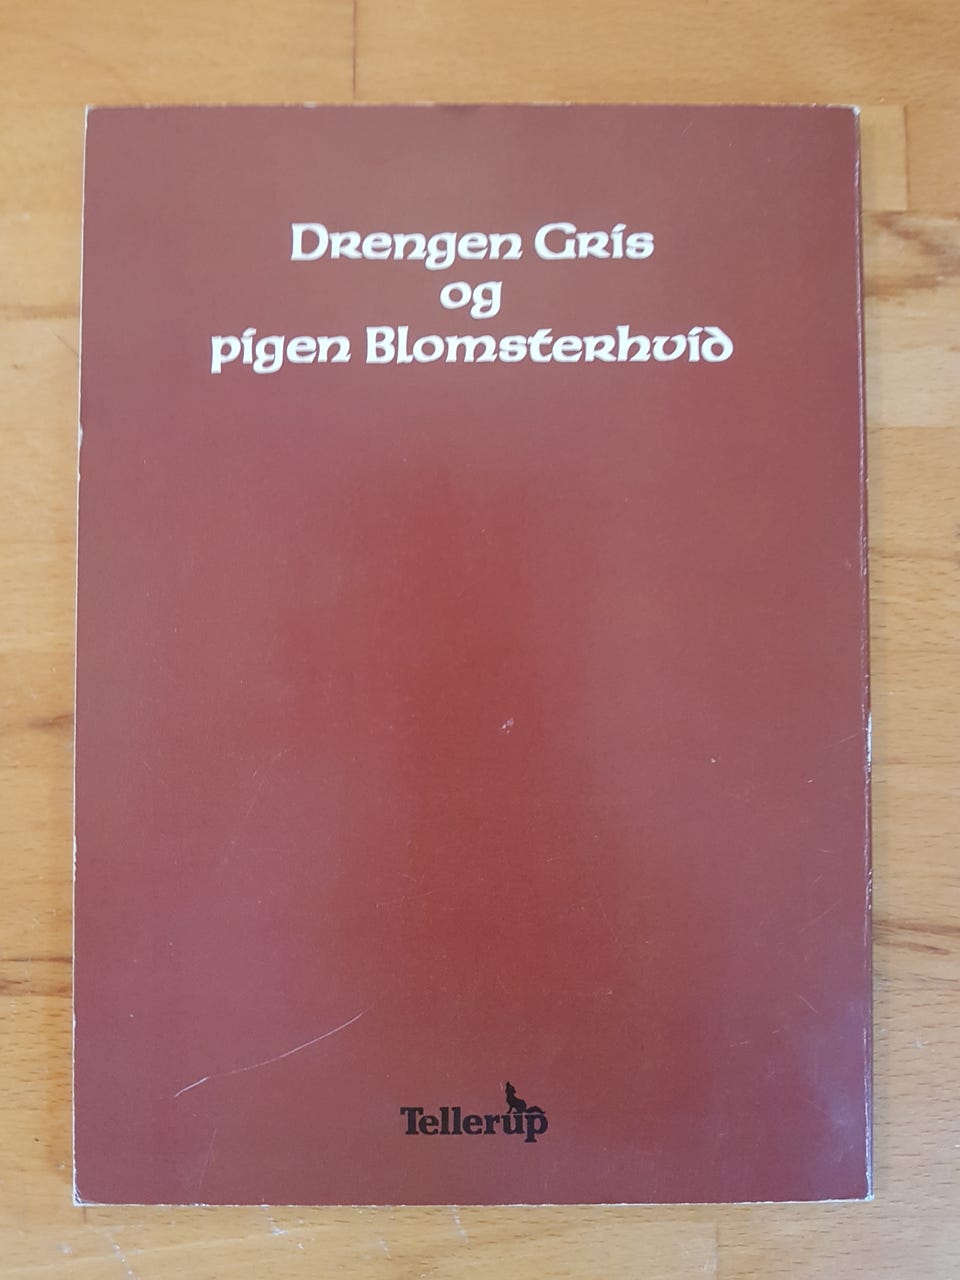 Drengen Gris
og
pigen Blomsterhvid
Tellerup